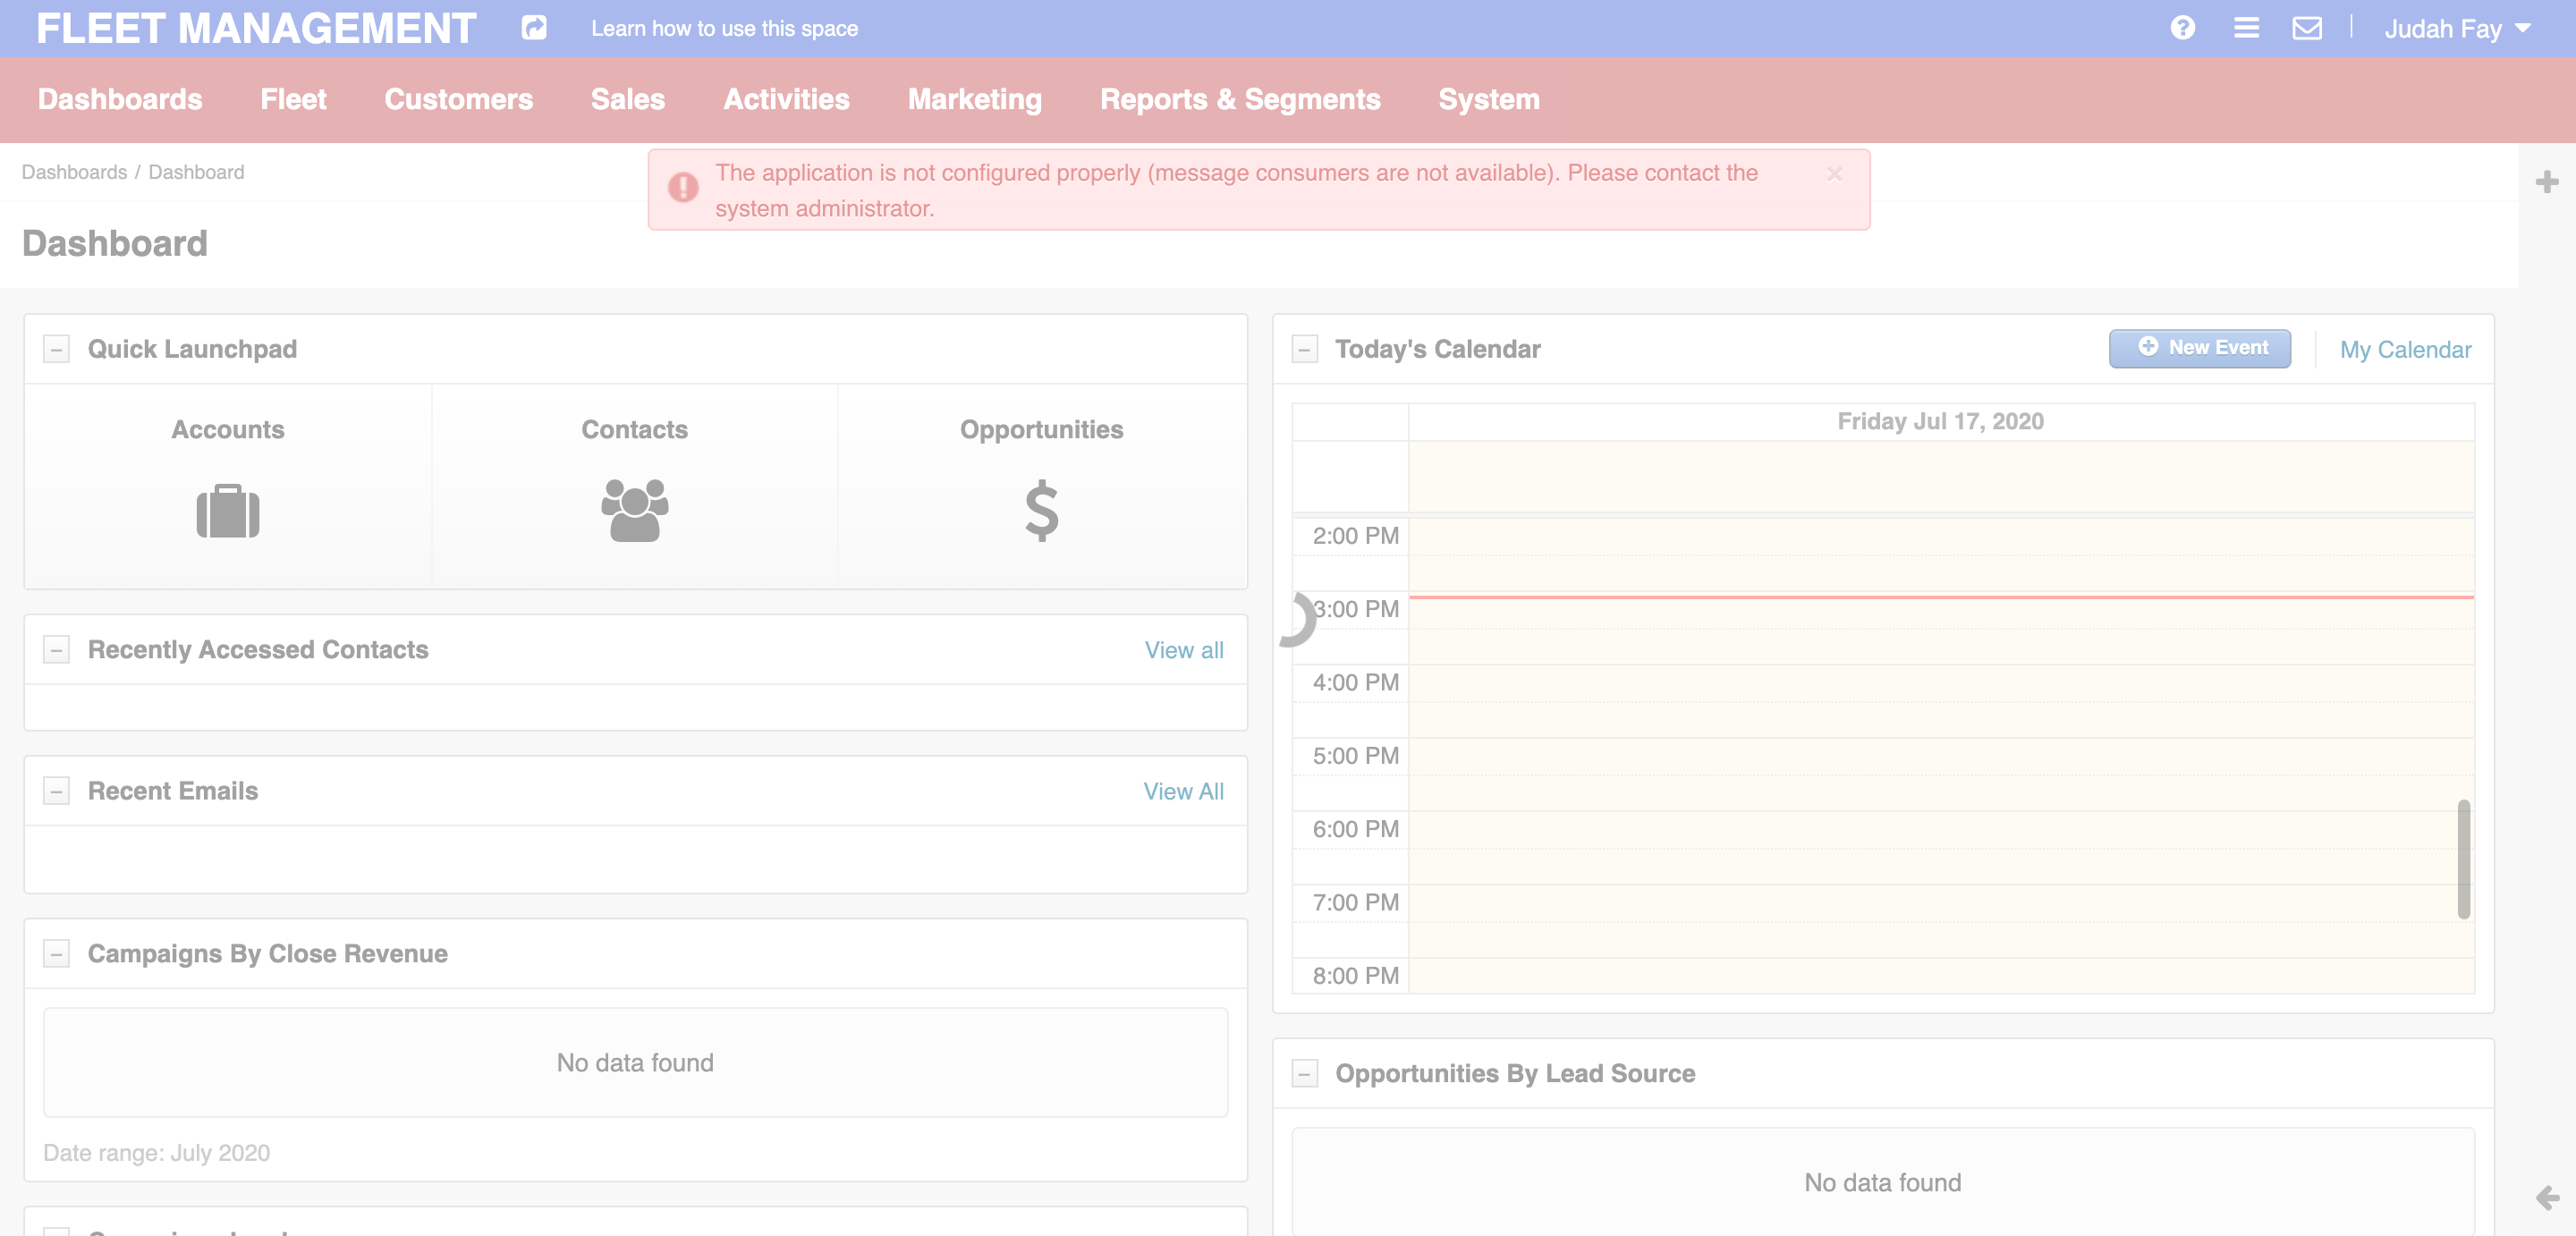 FLEET MANAGEMENT
Learn how to use this space
Judah Fay
Dashboards Fleet Customers Sales Activities Marketing Reports & Segments System
Dashboards / Dashboard
The application is not configured properly (message consumers are not available). Please contact the
system administrator.
Dashboard
Quick Launchpad
Accounts
Contacts
Opportunities
Recently Accessed Contacts
View all
Recent Emails
View All
Campaigns By Close Revenue
No data found
Date range: July 2020
Today's Calendar
New Event
My Calendar
Friday Jul 17, 2020
2:00 PM
3:00 PM
4:00 PM
5:00 PM
6:00 PM
7:00 PM
8:00 PM
Opportunities By Lead Source
No data found